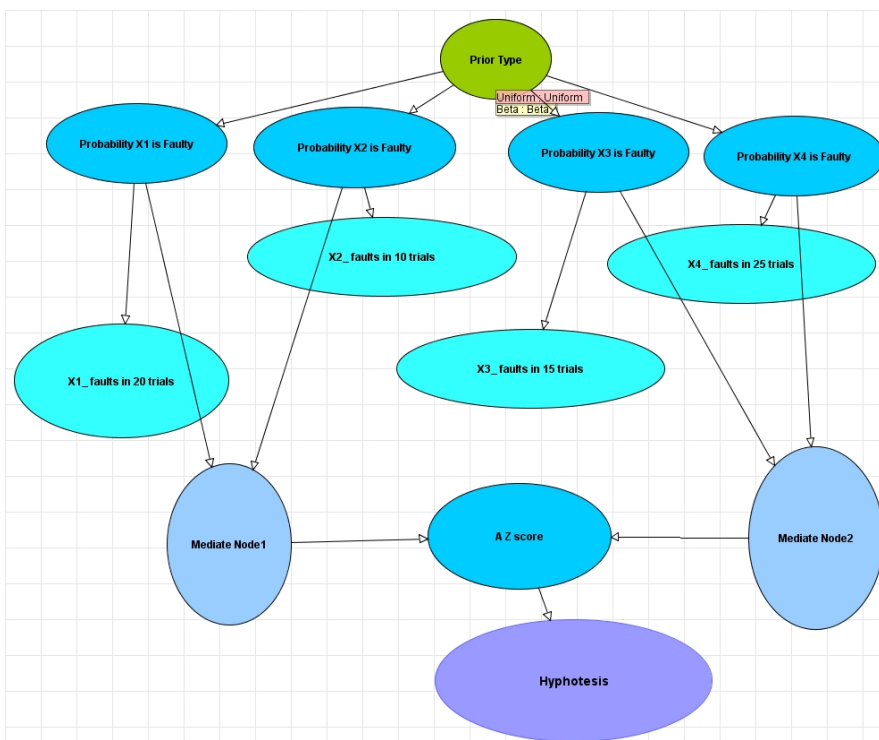 Prior Type
Uniform : Uniform
Beta : Beta
Probability X1 is Faulty
Probability X2 is Faulty
Probability X3 is Faulty
Probability X4 is Faulty
X2_ faults in 10 trials
X4_ faults in 25 trials
X1_ faults in 20 trials
X3_ faults in 15 trials
Mediate Node1
A Z score
Mediate Node2
Hyphotesis